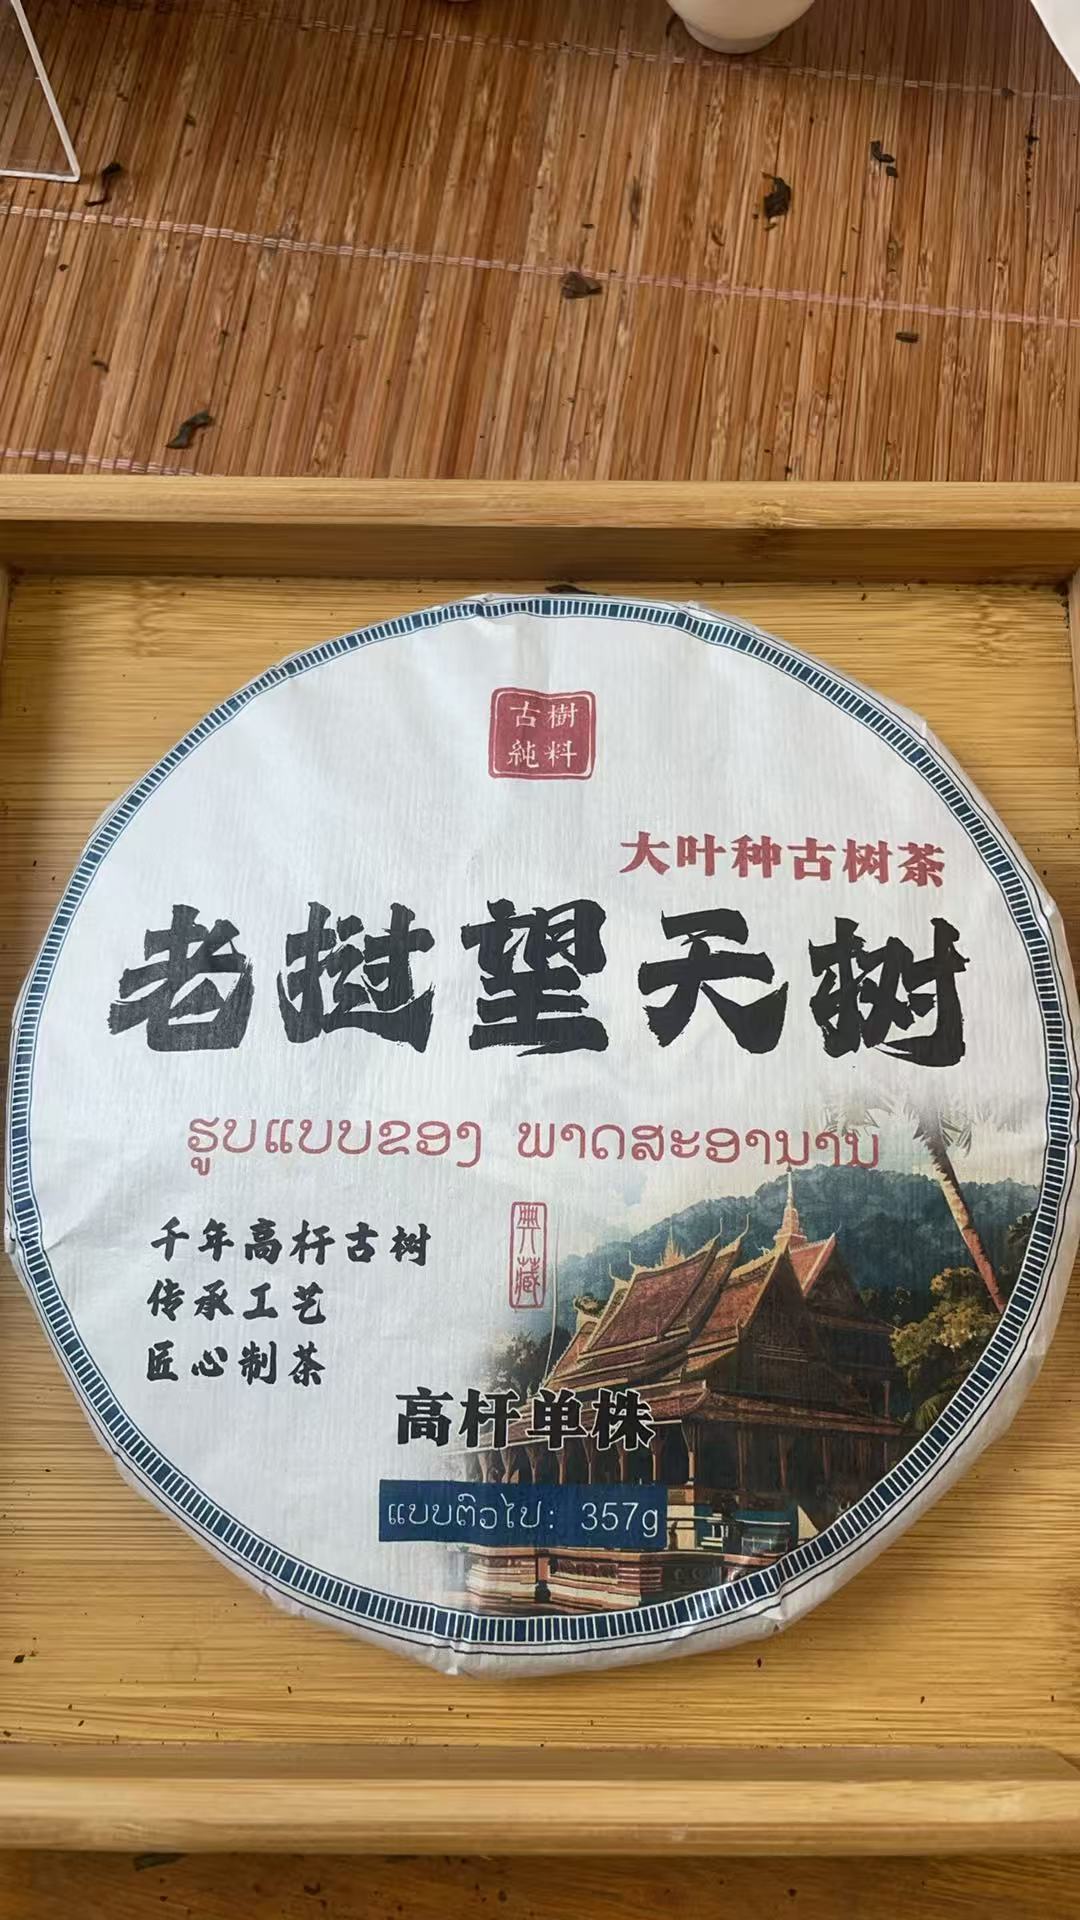 古樹
純料
大叶种古树茶
老挝望天树
ຮູບແບບຂອງ ພາດສະອານານ
千年高杆古树
传承工艺
匠心制茶
典藏
高杆单株
ແບບຕົວໄປ: 357g